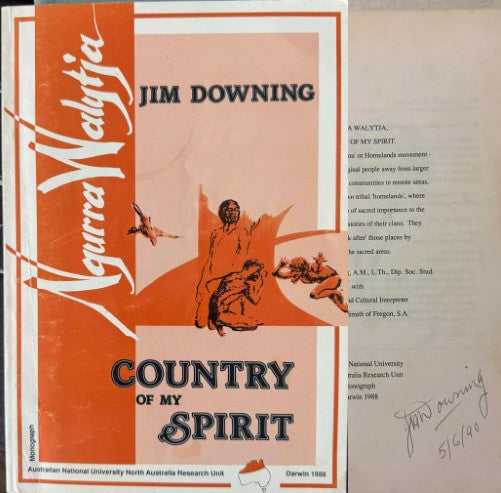 Ngurra Walytja
JIM DOWNING
COUNTRY
OF MY
SPIRIT
Monograph
Australian National University North Australia Research Unit
Darwin 1988
A WALYTJA,
OF MY SPIRIT
or Homelands movement -
ginal people away from larger
communities in remote areas,
wn tribal 'homelands', where
of sacred importance to the
stories of their clans. They
k after' those places by
he sacred areas.
A.M., L.Th., Dip. Soc. Stud.
with
d Cultural Interpreter
Smith of Fregon, S.A.
National University
tralia Research Unit
onograph
arwin 1988
Jim Downing
5/6/90